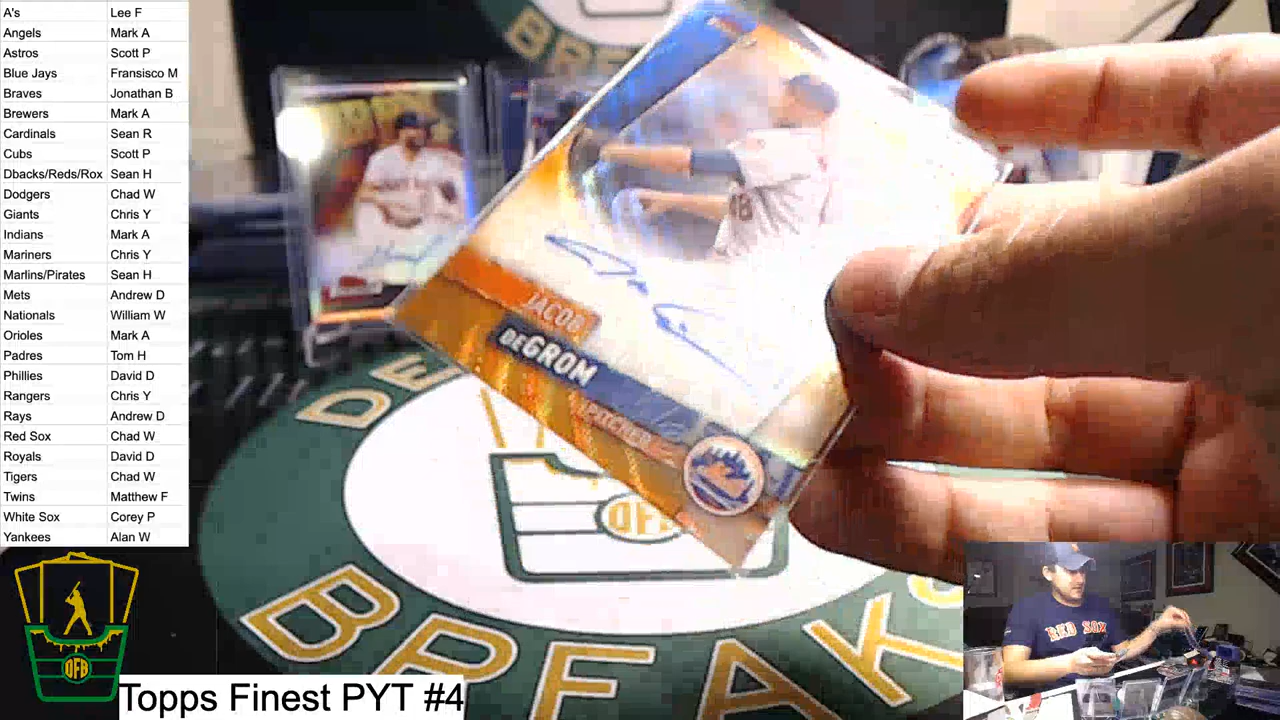 A's Lee F
Angels Mark A
Astros Scott P
Blue Jays Fransisco M
Braves Jonathan B
Brewers Mark A
Cardinals Sean R
Cubs Scott P
Dbacks/Reds/Rox Sean H
Dodgers Chad W
Giants Chris Y
Indians Mark A
Mariners Chris Y
Marlins/Pirates Sean H
Mets Andrew D
Nationals William W
Orioles Mark A
Padres Tom H
Phillies David D
Rangers Chris Y
Rays Andrew D
Red Sox Chad W
Royals David D
Tigers Chad W
Twins Matthew F
White Sox Corey P
Yankees Alan W
JACOB
DEGROM
PITCHER
Mets
DFB
BREAKS
DFB
RED SOX
Topps Finest PYT #4